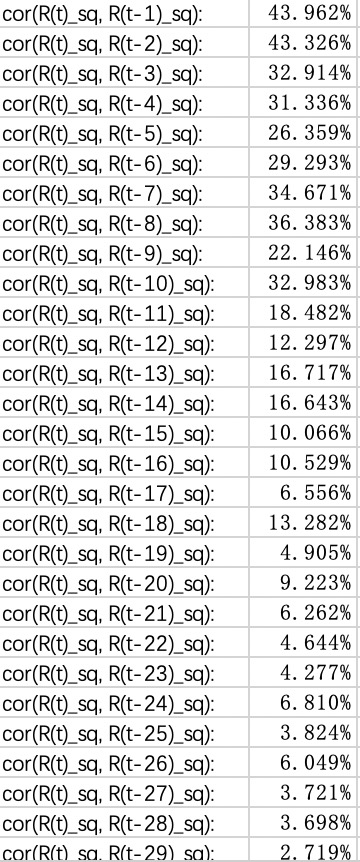 cor(R(t)_sq, R(t-1)_sq): 43.962%
cor(R(t)_sq, R(t-2)_sq): 43.326%
cor(R(t)_sq, R(t-3)_sq): 32.914%
cor(R(t)_sq, R(t-4)_sq): 31.336%
cor(R(t)_sq, R(t-5)_sq): 26.359%
cor(R(t)_sq, R(t-6)_sq): 29.293%
cor(R(t)_sq, R(t-7)_sq): 34.671%
cor(R(t)_sq, R(t-8)_sq): 36.383%
cor(R(t)_sq, R(t-9)_sq): 22.146%
cor(R(t)_sq, R(t-10)_sq): 32.983%
cor(R(t)_sq, R(t-11)_sq): 18.482%
cor(R(t)_sq, R(t-12)_sq): 12.297%
cor(R(t)_sq, R(t-13)_sq): 16.717%
cor(R(t)_sq, R(t-14)_sq): 16.643%
cor(R(t)_sq, R(t-15)_sq): 10.066%
cor(R(t)_sq, R(t-16)_sq): 10.529%
cor(R(t)_sq, R(t-17)_sq): 6.556%
cor(R(t)_sq, R(t-18)_sq): 13.282%
cor(R(t)_sq, R(t-19)_sq): 4.905%
cor(R(t)_sq, R(t-20)_sq): 9.223%
cor(R(t)_sq, R(t-21)_sq): 6.262%
cor(R(t)_sq, R(t-22)_sq): 4.644%
cor(R(t)_sq, R(t-23)_sq): 4.277%
cor(R(t)_sq, R(t-24)_sq): 6.810%
cor(R(t)_sq, R(t-25)_sq): 3.824%
cor(R(t)_sq, R(t-26)_sq): 6.049%
cor(R(t)_sq, R(t-27)_sq): 3.721%
cor(R(t)_sq, R(t-28)_sq): 3.698%
cor(R(t)_sq, R(t-29)_sq): 2.719%